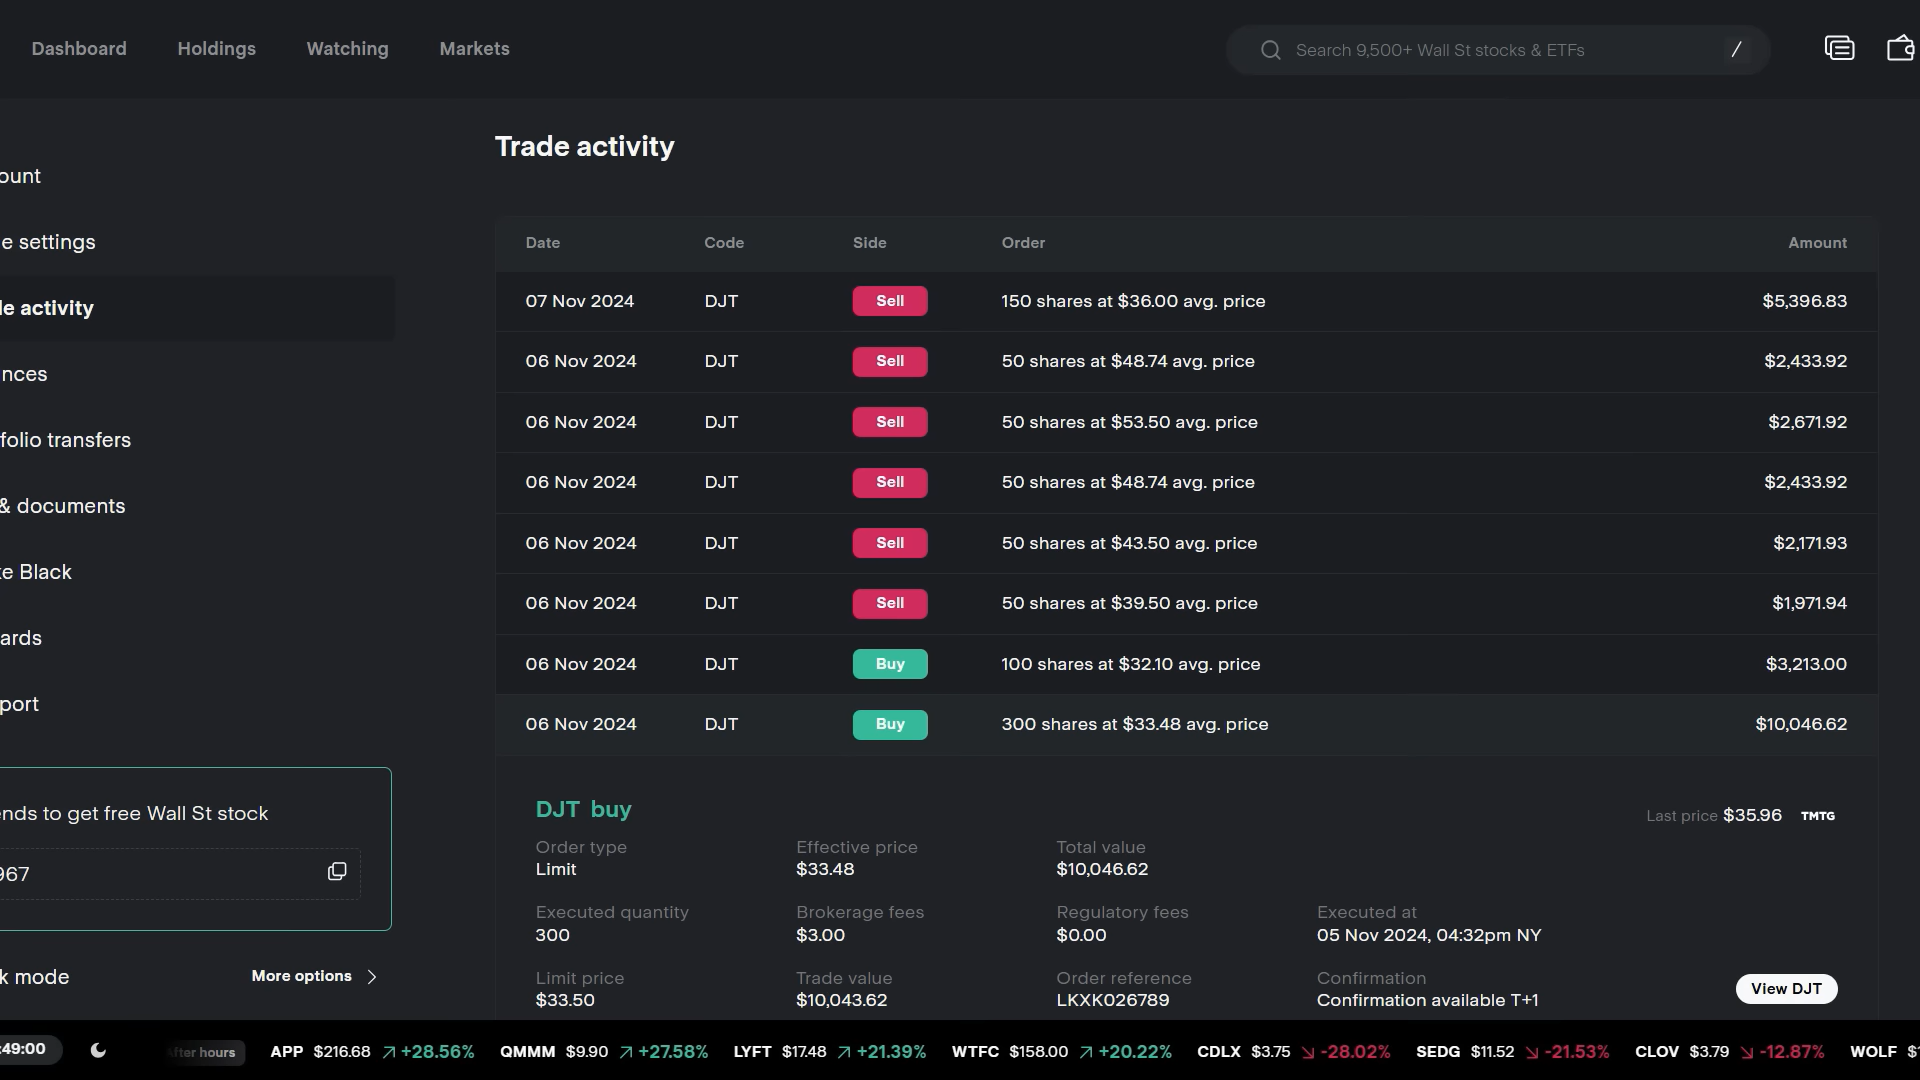 Dashboard Holdings Watching Markets Search 9,500+ Wall St stocks & ETFs /
Trade activity
ount
e settings
le activity
nces
folio transfers
& documents
e Black
ards
port
ends to get free Wall St stock
967
k mode More options
Date Code Side Order Amount
07 Nov 2024 DJT Sell 150 shares at $36.00 avg. price $5,396.83
06 Nov 2024 DJT Sell 50 shares at $48.74 avg. price $2,433.92
06 Nov 2024 DJT Sell 50 shares at $53.50 avg. price $2,671.92
06 Nov 2024 DJT Sell 50 shares at $48.74 avg. price $2,433.92
06 Nov 2024 DJT Sell 50 shares at $43.50 avg. price $2,171.93
06 Nov 2024 DJT Sell 50 shares at $39.50 avg. price $1,971.94
06 Nov 2024 DJT Buy 100 shares at $32.10 avg. price $3,213.00
06 Nov 2024 DJT Buy 300 shares at $33.48 avg. price $10,046.62
DJT buy Last price $35.96 TMTG
Order type Effective price Total value
Limit $33.48 $10,046.62
Executed quantity Brokerage fees Regulatory fees Executed at
300 $3.00 $0.00 05 Nov 2024, 04:32pm NY
Limit price Trade value Order reference Confirmation
$33.50 $10,043.62 LKXK026789 Confirmation available T+1
View DJT
:49:00 After hours APP $216.68 +28.56% QMMM $9.90 +27.58% LYFT $17.48 +21.39% WTFC $158.00 +20.22% CDLX $3.75 -28.02% SEDG $11.52 -21.53% CLOV $3.79 -12.87% WOLF